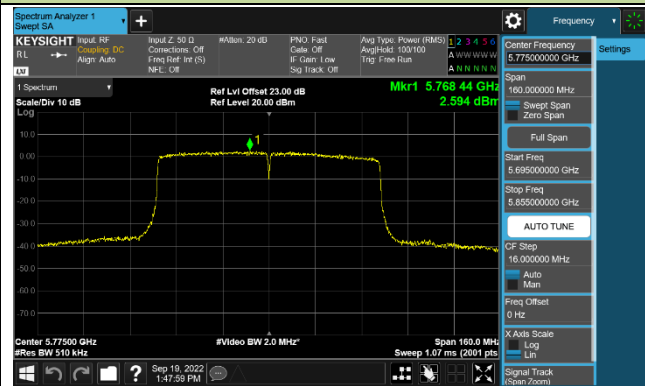 Spectrum Analyzer 1
Swept SA
Frequency
KEYSIGHT
RL
LXI
Input: RF
Coupling: DC
Align: Auto
Input Z: 50 Ω
Corrections: Off
Freq Ref: Int (S)
NFE: Off
#Atten: 20 dB
PNO: Fast
Gate: Off
IF Gain: Low
Sig Track: Off
Avg Type: Power (RMS)
Avg|Hold: 100/100
Trig: Free Run
1 2 3 4 5 6
A W W W W W
A N N N N N
1 Spectrum
Scale/Div 10 dB
Log
Ref Lvl Offset 23.00 dB
Ref Level 20.00 dBm
Mkr1 5.768 44 GHz
2.594 dBm
1
10.0
0.00
-10.0
-20.0
-30.0
-40.0
-50.0
-60.0
-70.0
Center 5.77500 GHz
#Res BW 510 kHz
#Video BW 2.0 MHz*
Span 160.0 MHz
Sweep 1.07 ms (2001 pts)
Sep 19, 2022
1:47:59 PM
Center Frequency
5.775000000 GHz
Settings
Span
160.000000 MHz
Swept Span
Zero Span
Full Span
Start Freq
5.695000000 GHz
Stop Freq
5.855000000 GHz
AUTO TUNE
CF Step
16.000000 MHz
Auto
Man
Freq Offset
0 Hz
X Axis Scale
Log
Lin
Signal Track
(Span Zoom)